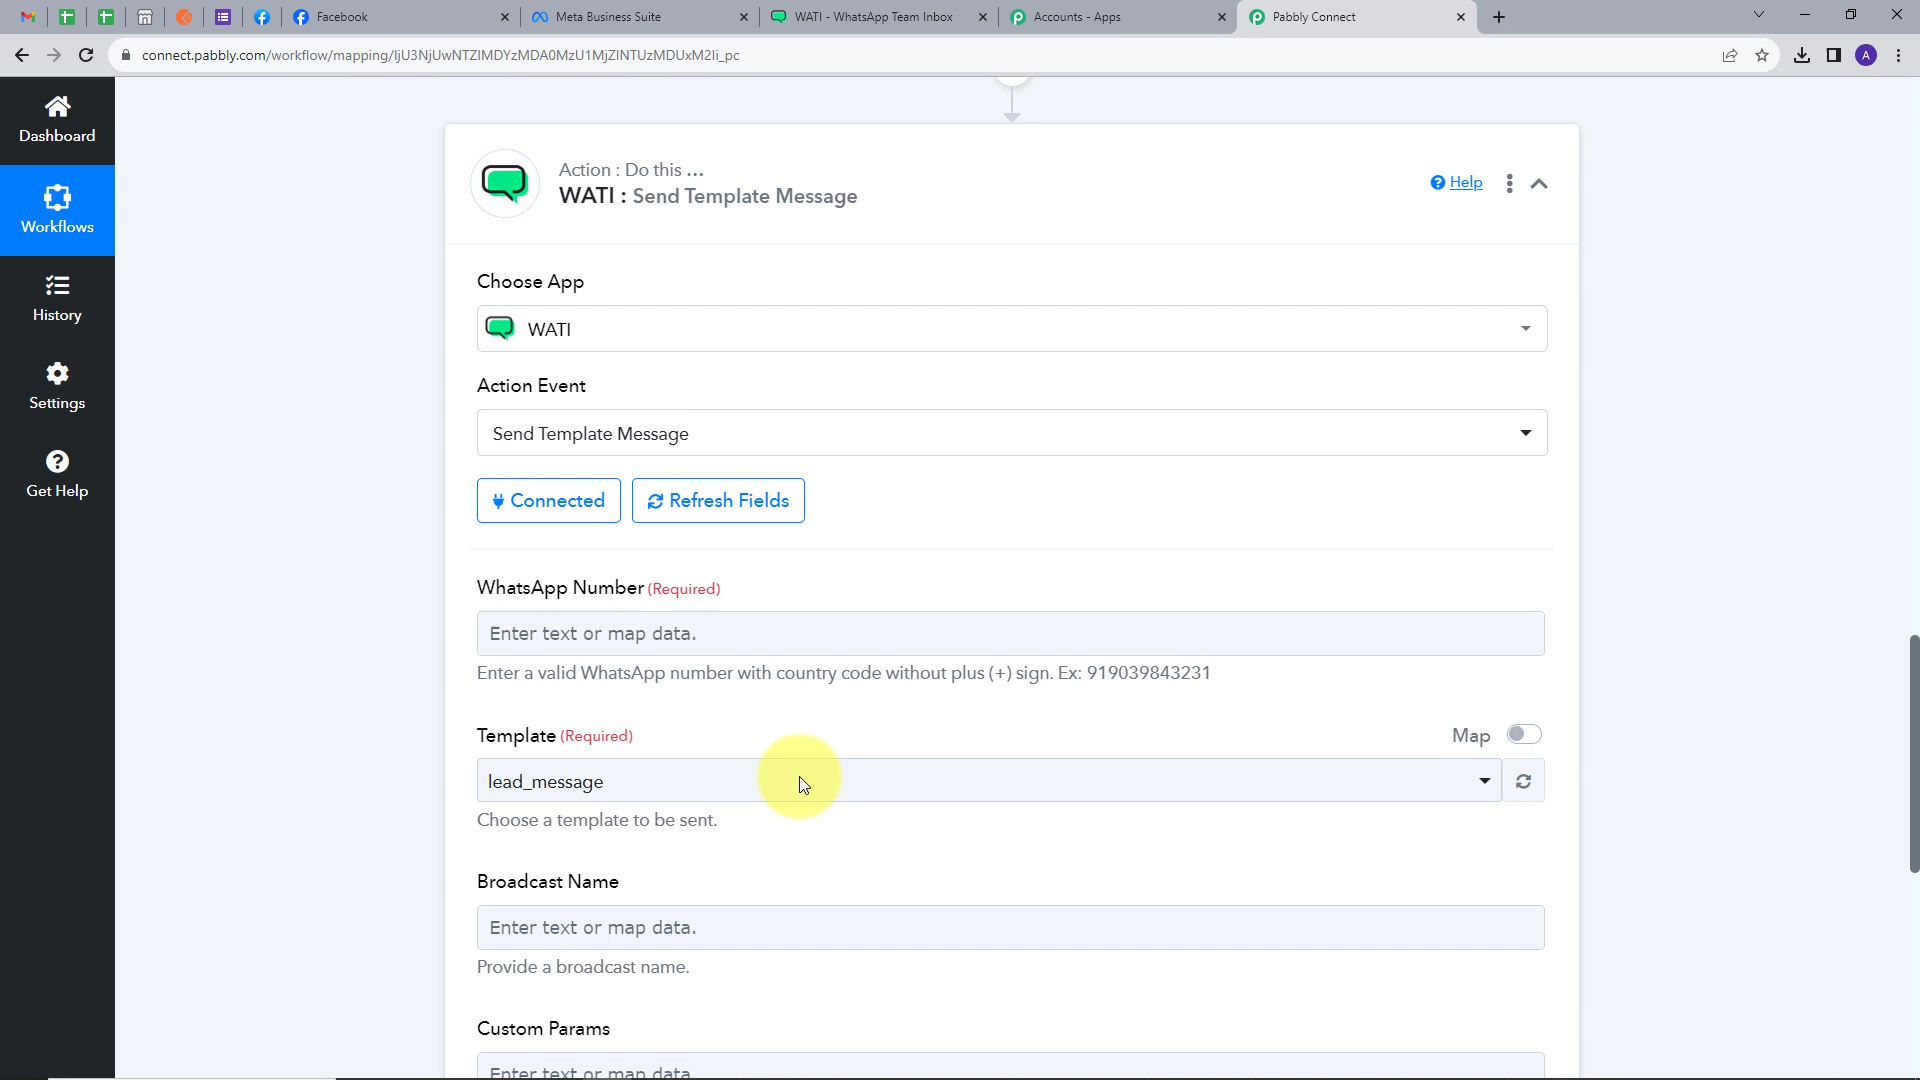 Facebook
Meta Business Suite
WATI - WhatsApp Team Inbox
Accounts - Apps
Pabbly Connect
connect.pabbly.com/workflow/mapping/IjU3NjUwNTZlMDYzMDA0MzU1MjZlNTUzMDUxM2Ii_pc
A
Dashboard
Workflows
History
Settings
Get Help
Action : Do this ...
WATI : Send Template Message
Help
Choose App
WATI
Action Event
Send Template Message
Connected
Refresh Fields
WhatsApp Number (Required)
Enter text or map data.
Enter a valid WhatsApp number with country code without plus (+) sign. Ex: 919039843231
Template (Required)
Map
lead_message
Choose a template to be sent.
Broadcast Name
Enter text or map data.
Provide a broadcast name.
Custom Params
Enter text or map data.